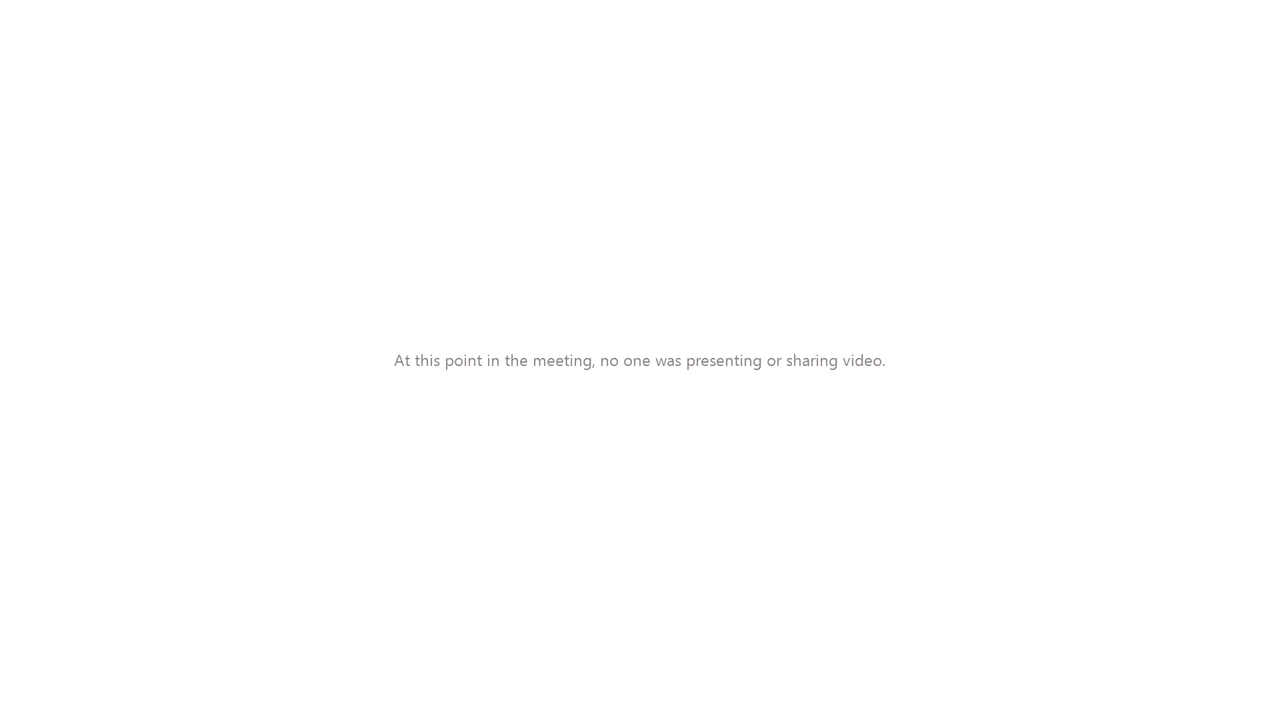 At this point in the meeting, no one was presenting or sharing video.